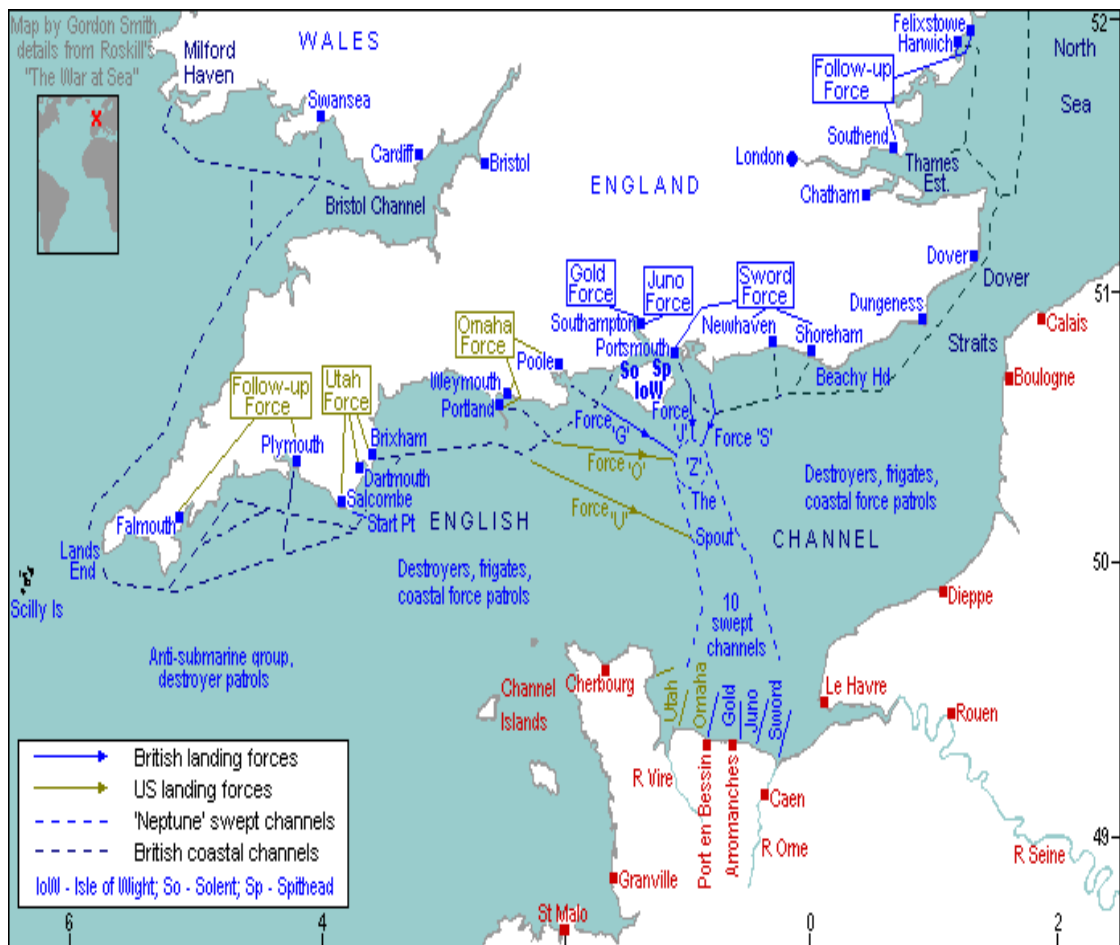 Map by Gordon Smith
details from Roskill's
"The War at Sea"
WALES
Milford
Haven
Swansea
Cardiff
Bristol
Bristol Channel
ENGLAND
Felixstowe
Harwich
Follow-up
Force
Southend
London
Thames
Est.
Chatham
North
Sea
52
Dover
Dover
Straits
51
Dungeness
Calais
Boulogne
Gold
Force
Juno
Force
Sword
Force
Southampton
Portsmouth
Newhaven
Shoreham
Beachy Hd
So Sp
IoW
Omaha
Force
Poole
Weymouth
Portland
Follow-up
Force
Utah
Force
Plymouth
Brixham
Dartmouth
Salcombe
Start Pt
Falmouth
Lands
End
Scilly Is
Force 'G'
Force 'J'
Force 'S'
Force 'O'
Force 'U'
'Z'
The
Spout
ENGLISH
CHANNEL
Destroyers, frigates,
coastal force patrols
Destroyers, frigates,
coastal force patrols
Anti-submarine group,
destroyer patrols
50
10
swept
channels
Dieppe
Le Havre
Rouen
Channel
Islands
Cherbourg
Utah
Omaha
Gold
Juno
Sword
R Vire
Port en Bessin
Arromanches
Caen
R Orne
R Seine
49
Granville
St Malo
British landing forces
US landing forces
'Neptune' swept channels
British coastal channels
IoW - Isle of Wight; So - Solent; Sp - Spithead
6
4
0
2